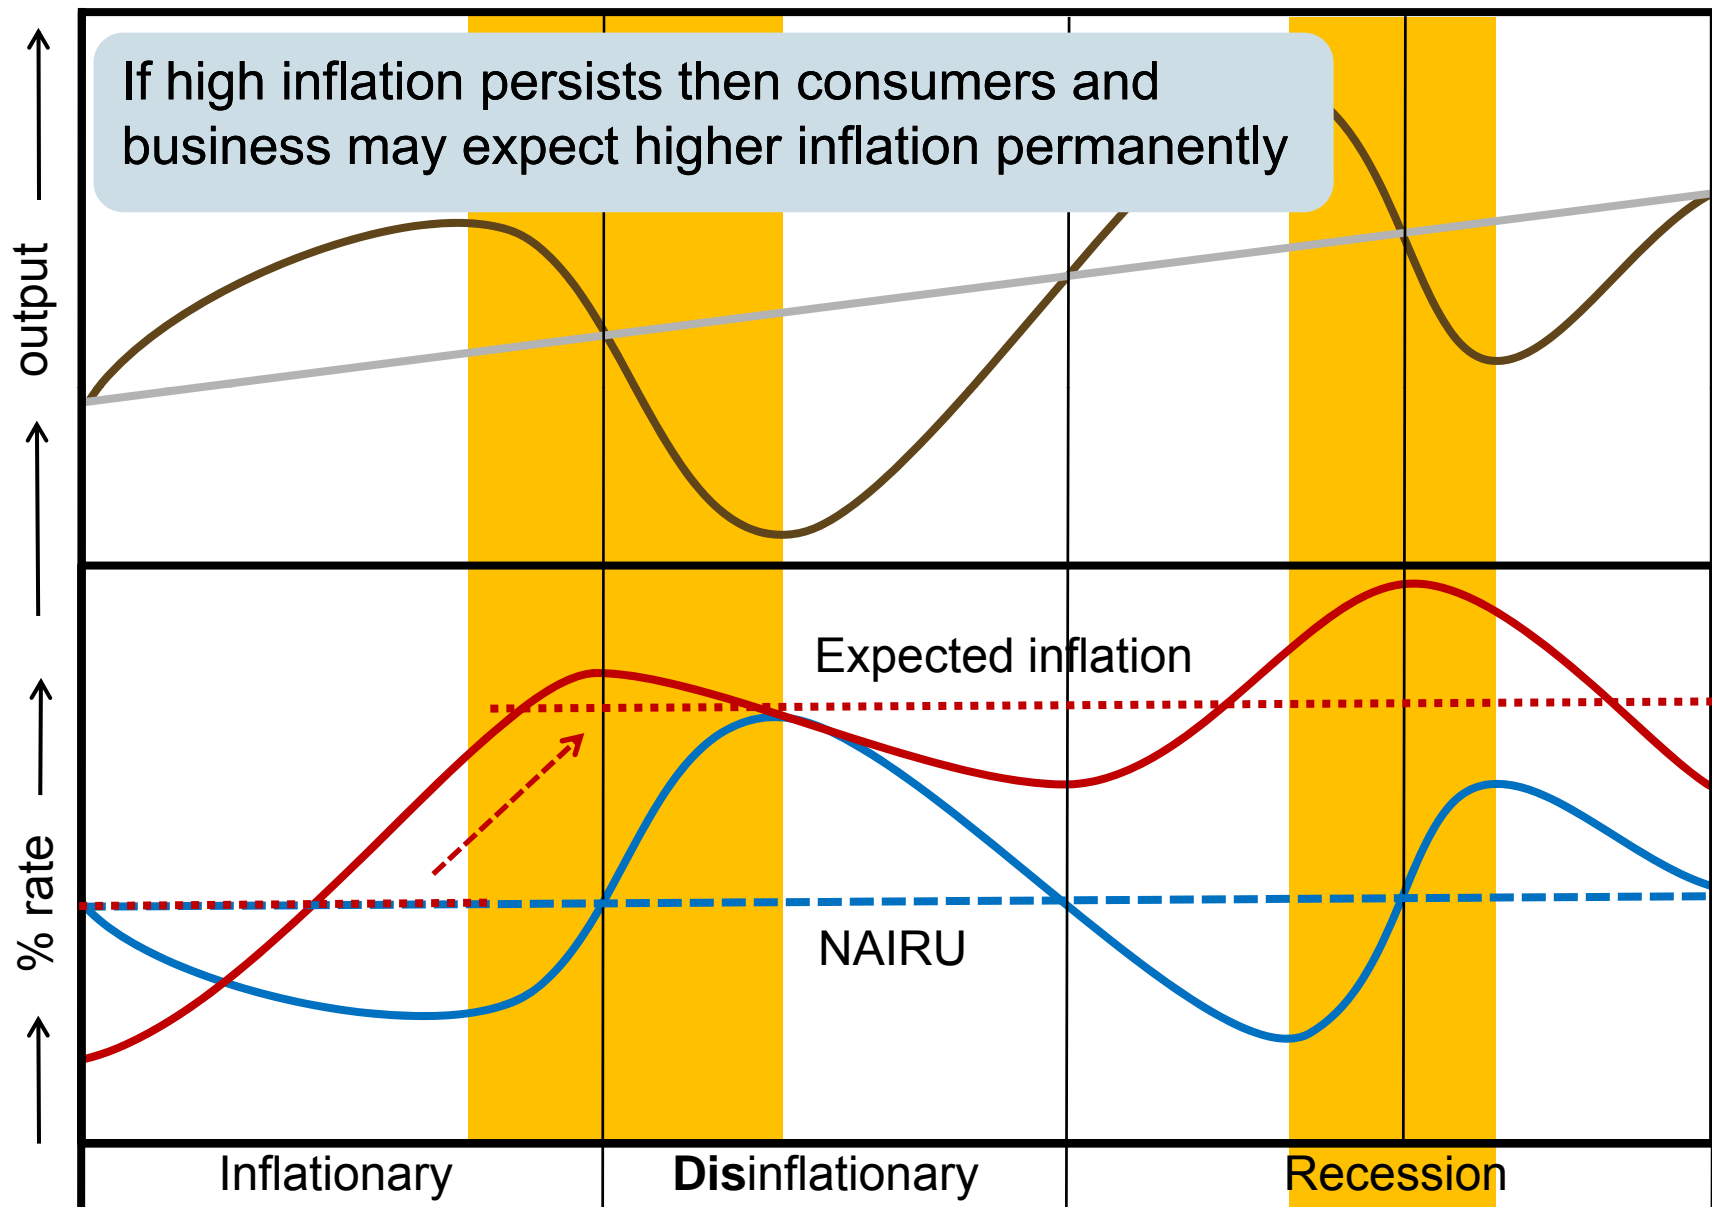 If high inflation persists then consumers and
business may expect higher inflation permanently
output
Expected inflation
% rate
NAIRU
Inflationary
Disinflationary
Recession